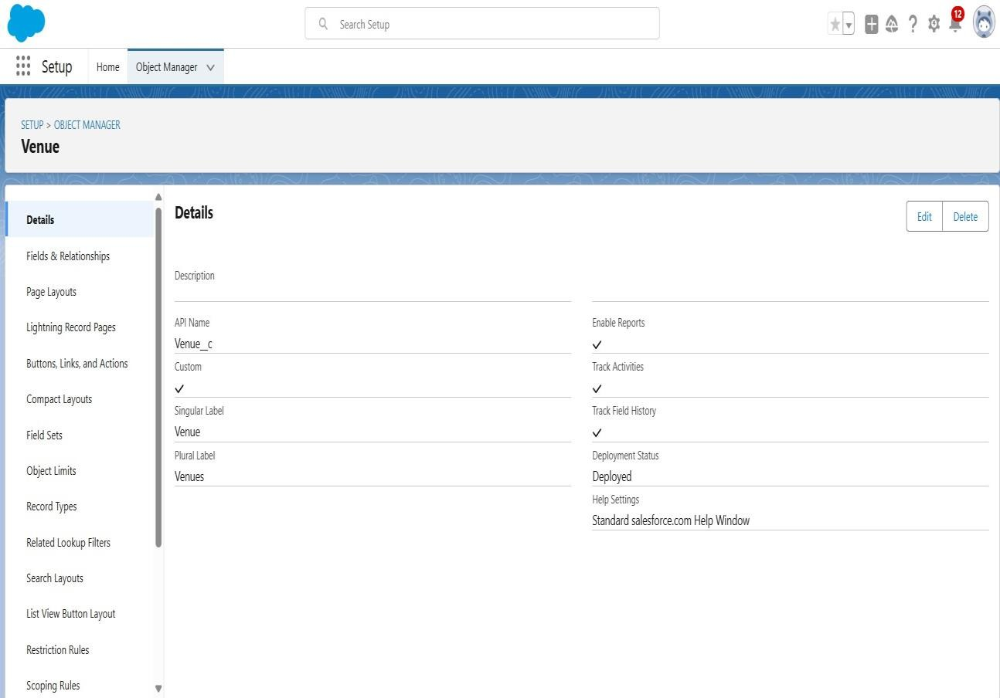 Search Setup
12
Setup
Home
Object Manager
SETUP > OBJECT MANAGER
Venue
Details
Fields & Relationships
Page Layouts
Lightning Record Pages
Buttons, Links, and Actions
Compact Layouts
Field Sets
Object Limits
Record Types
Related Lookup Filters
Search Layouts
List View Button Layout
Restriction Rules
Scoping Rules
Details
Edit
Delete
Description
API Name
Venue__c
Custom
Singular Label
Venue
Plural Label
Venues
Enable Reports
Track Activities
Track Field History
Deployment Status
Deployed
Help Settings
Standard salesforce.com Help Window